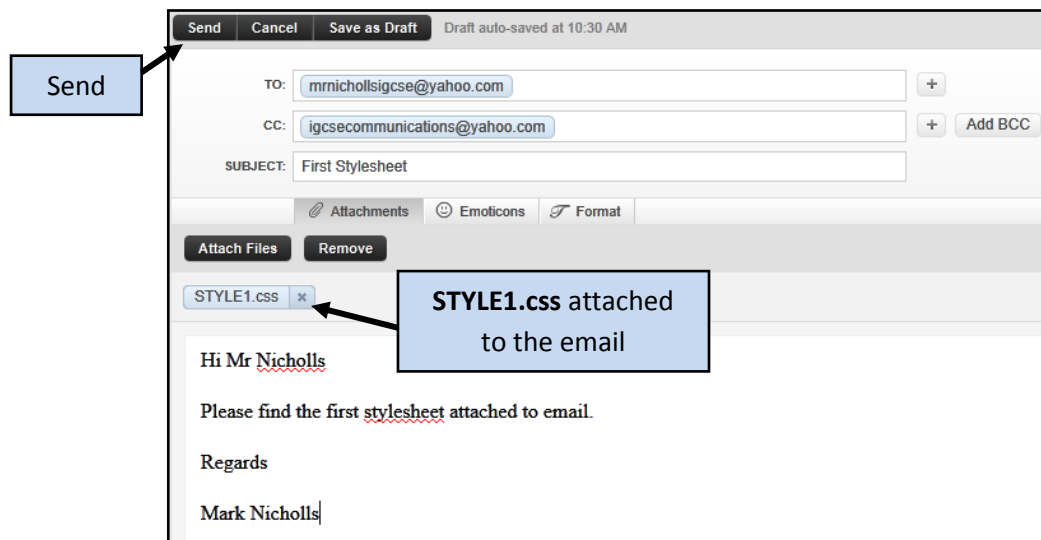 Send Cancel Save as Draft Draft auto-saved at 10:30 AM
Send
TO: mrnichollsigcse@yahoo.com +
CC: igcsecommunications@yahoo.com + Add BCC
SUBJECT: First Stylesheet
Attachments Emoticons Format
Attach Files Remove
STYLE1.css ×
STYLE1.css attached
to the email
Hi Mr Nicholls
Please find the first stylesheet attached to email.
Regards
Mark Nicholls